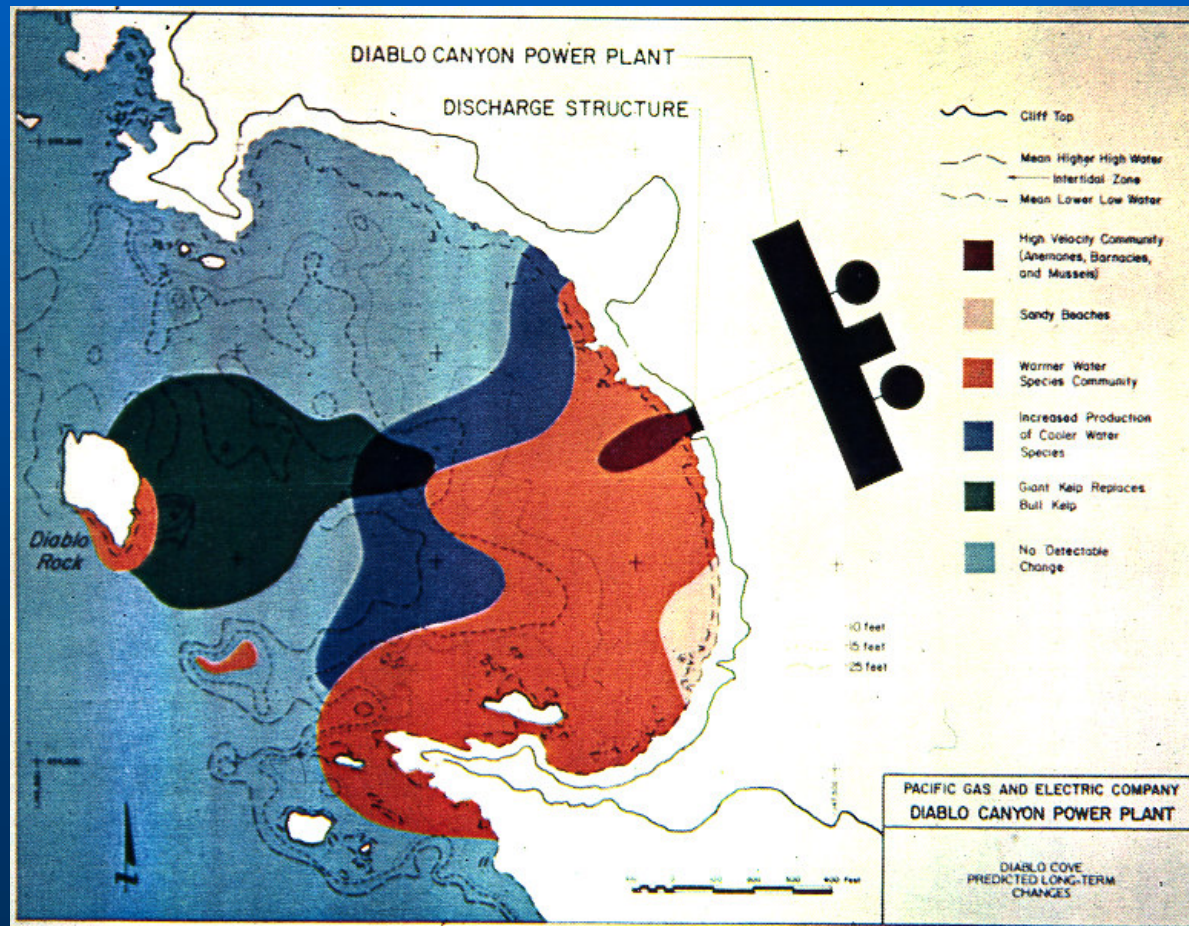 DIABLO CANYON POWER PLANT
DISCHARGE STRUCTURE
Cliff Top
Mean Higher High Water
Intertidal Zone
Mean Lower Low Water
High Velocity Community
(Anemones, Barnacles,
and Mussels)
Sandy Beaches
Warmer Water
Species Community
Increased Production
of Cooler Water
Species
Giant Kelp Replaces
Bull Kelp
No Detectable
Change
Diablo
Rock
-10 feet
-15 feet
-25 feet
PACIFIC GAS AND ELECTRIC COMPANY
DIABLO CANYON POWER PLANT
DIABLO COVE
PREDICTED LONG-TERM
CHANGES